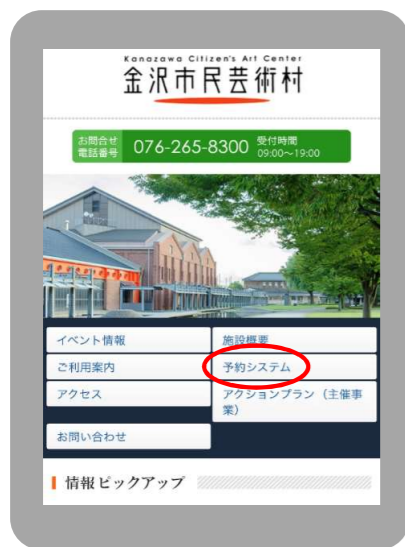 Kanazawa Citizen's Art Center
金沢市民芸術村
お問合せ
電話番号 076-265-8300 受付時間
09:00～19:00
イベント情報 施設概要
ご利用案内 予約システム
アクセス アクションプラン（主催事
業）
お問い合わせ
情報ピックアップ